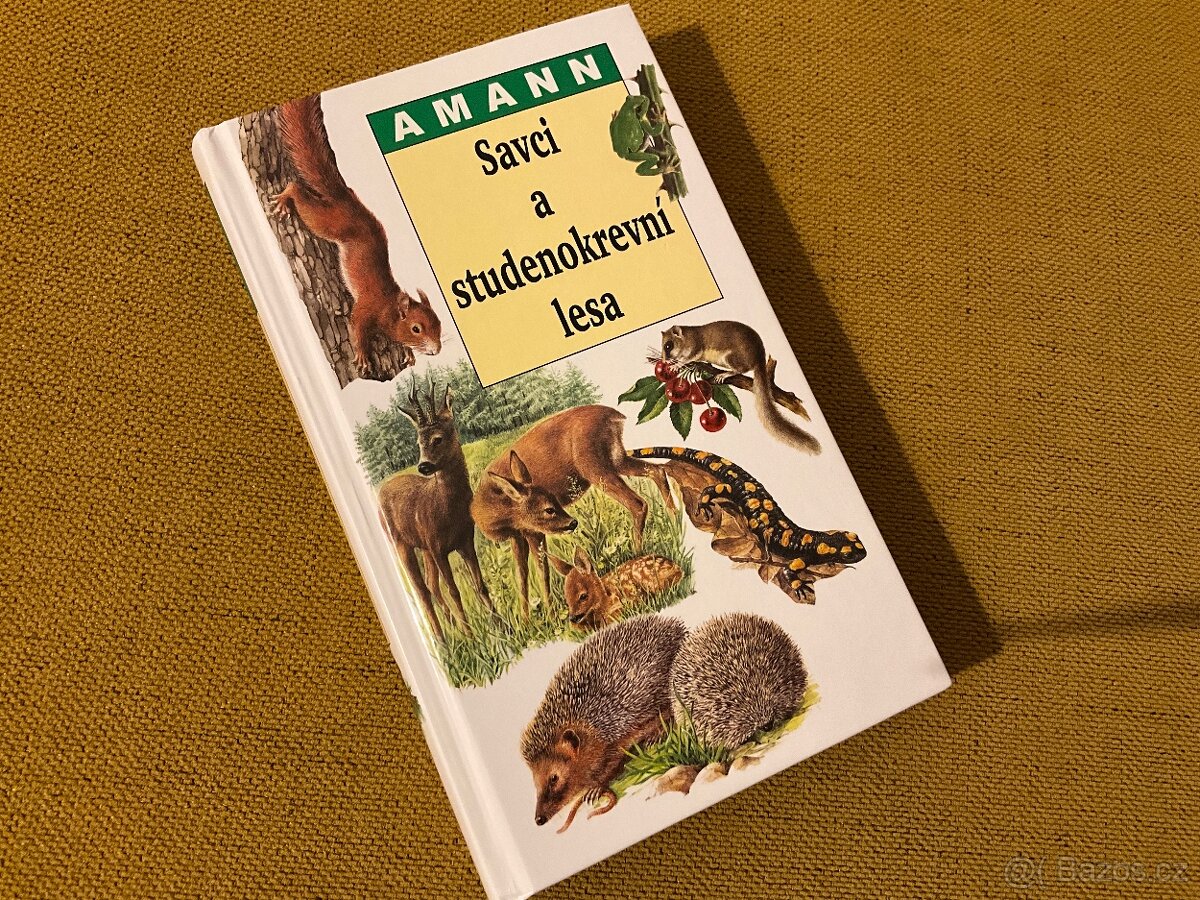 AMANN
Savci
a
studenokrevní
lesa
Bazos.cz